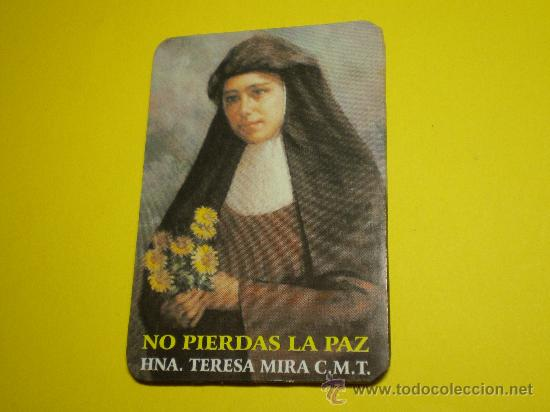 NO PIERDAS LA PAZ
HNA. TERESA MIRA C.M.T.
© www.todocoleccion.net